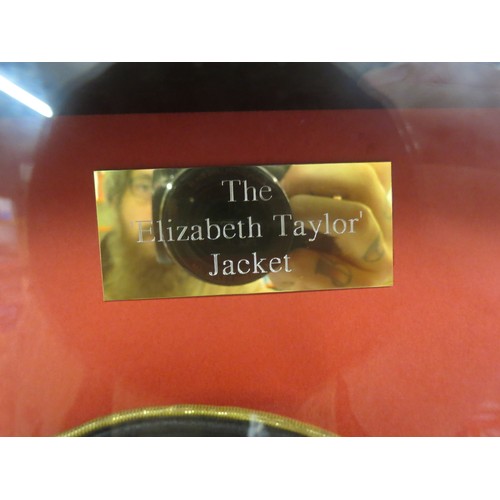 The
Elizabeth Taylor'
Jacket